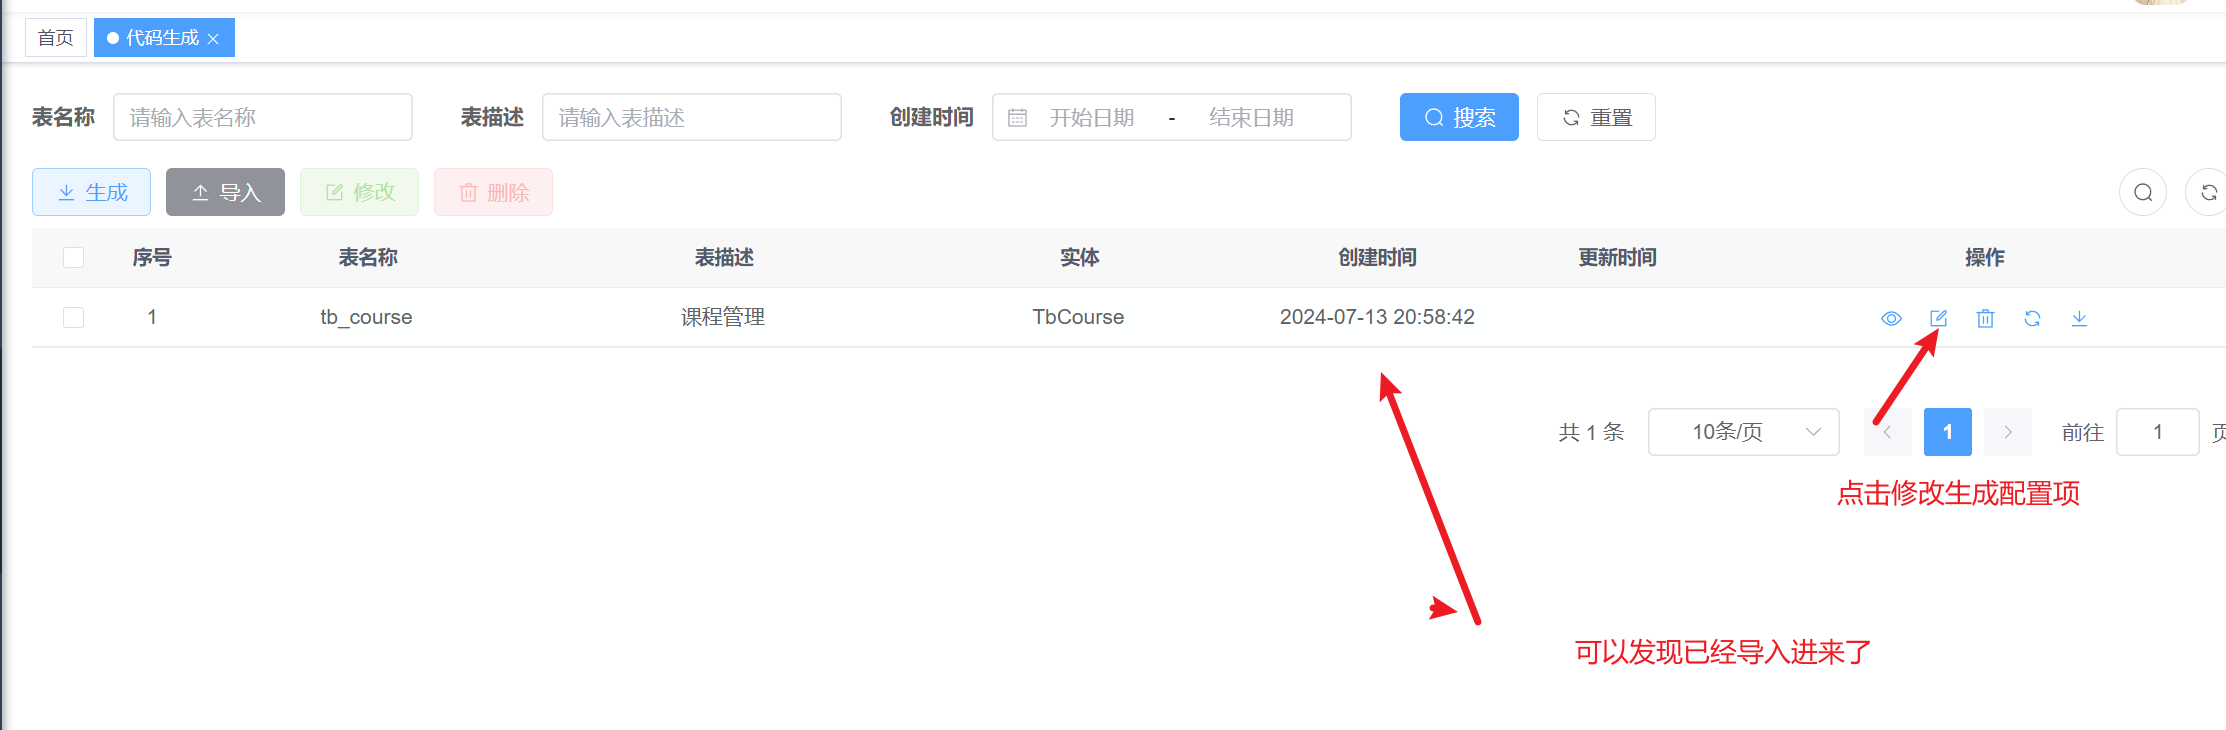 首页 代码生成
表名称 请输入表名称 表描述 请输入表描述 创建时间 开始日期 - 结束日期 搜索 重置
生成 导入 修改 删除
序号 表名称 表描述 实体 创建时间 更新时间 操作
1 tb_course 课程管理 TbCourse 2024-07-13 20:58:42
共 1 条 10条/页 1 前往 1 页
点击修改生成配置项
可以发现已经导入进来了